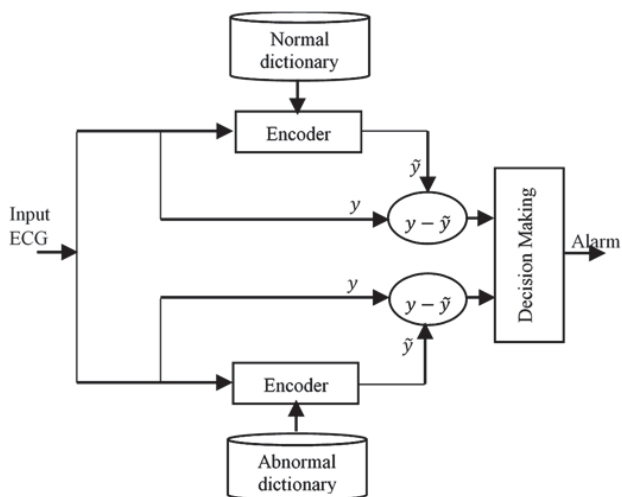 Normal
dictionary
Encoder
ỹ
y
y − ỹ
Input
ECG
Decision Making
Alarm
y
y − ỹ
ỹ
Encoder
Abnormal
dictionary